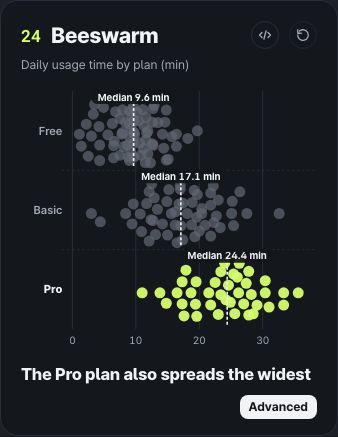 24 Beeswarm
Daily usage time by plan (min)
Median 9.6 min
Free
Median 17.1 min
Basic
Median 24.4 min
Pro
0 10 20 30
The Pro plan also spreads the widest
Advanced